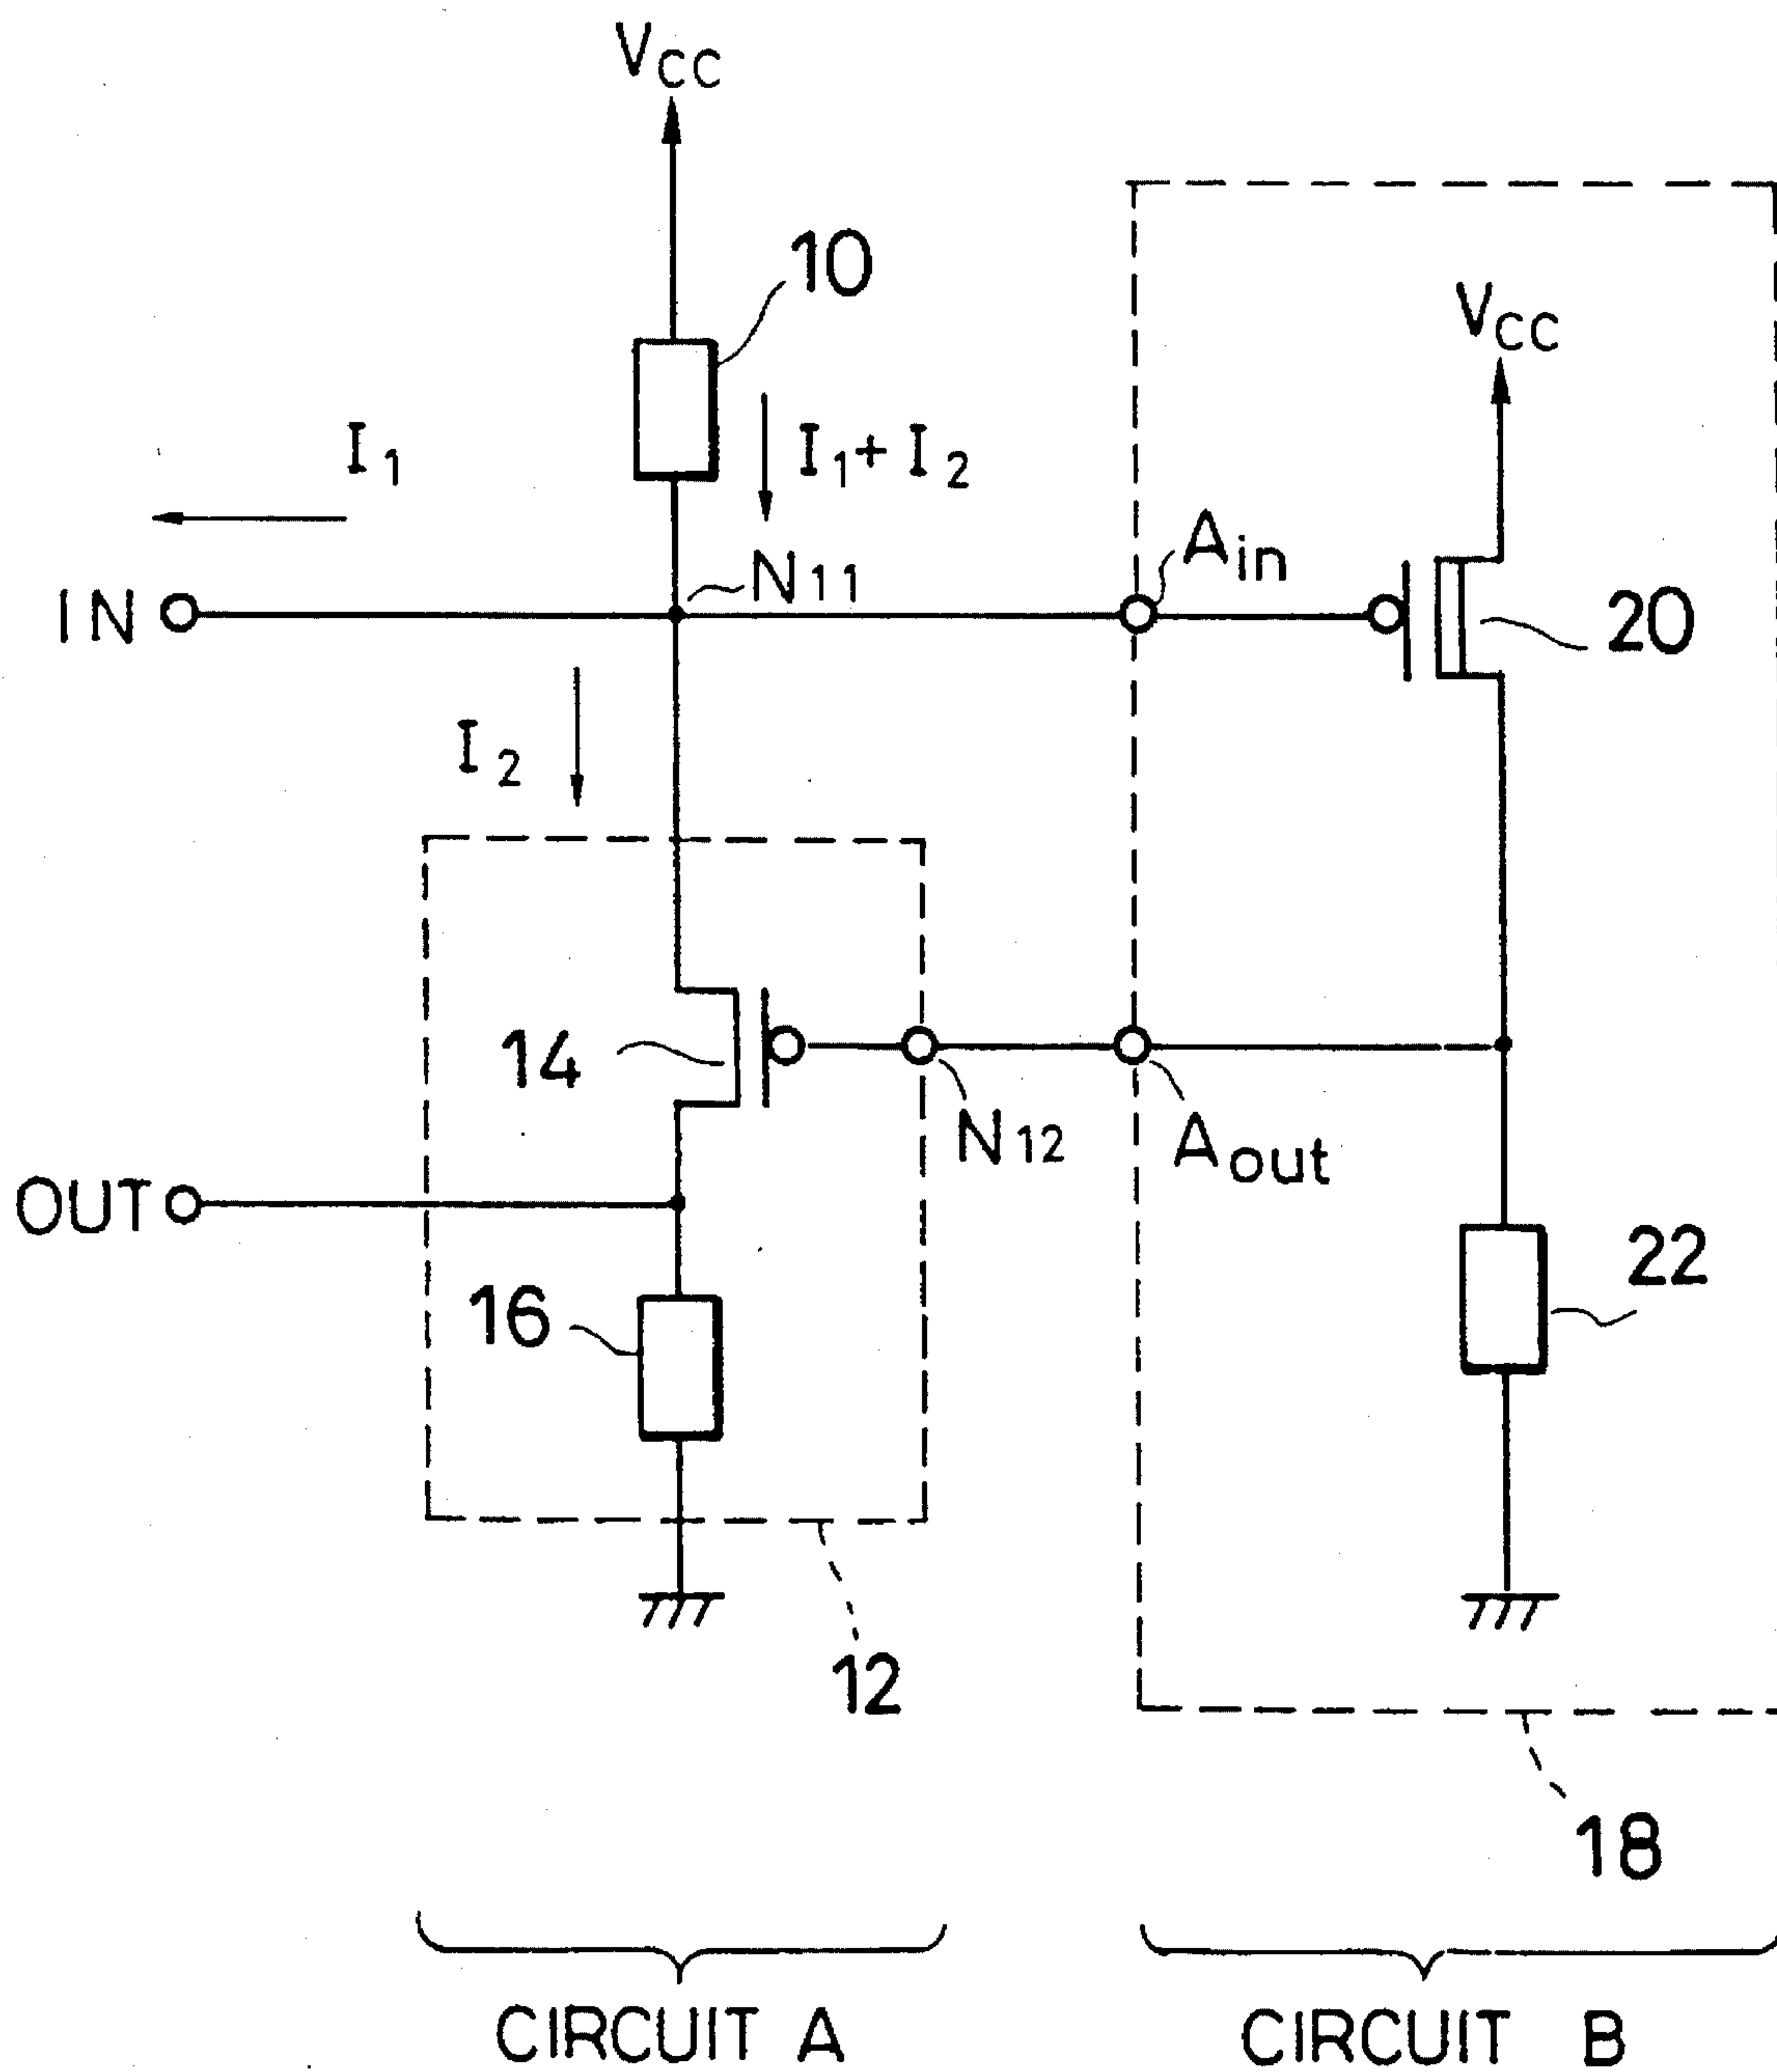 VCC
10
VCC
I1
I1+ I2
Ain
N11
IN
20
I2
14
N12
Aout
OUT
22
16
12
18
CIRCUIT A
CIRCUIT B